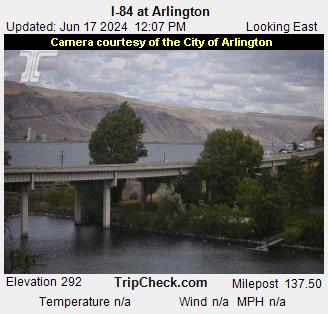 I-84 at Arlington
Updated: Jun 17 2024 12:07 PM Looking East
Camera courtesy of the City of Arlington
Elevation 292 TripCheck.com Milepost 137.50
Temperature n/a Wind n/a MPH n/a